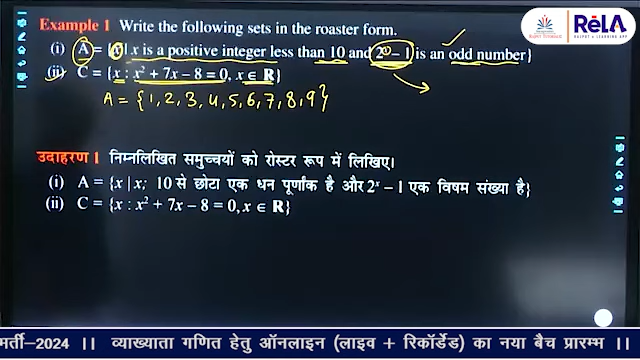 Example 1 Write the following sets in the roaster form.
(i) A = {x | x is a positive integer less than 10 and 2ˣ – 1 is an odd number}
(ii) C = {x : x² + 7x – 8 = 0, x ∈ R}
A = {1, 2, 3, 4, 5, 6, 7, 8, 9}
उदाहरण 1 निम्नलिखित समुच्चयों को रोस्टर रूप में लिखिए।
(i) A = {x | x; 10 से छोटा एक धन पूर्णांक है और 2ˣ – 1 एक विषम संख्या है}
(ii) C = {x : x² + 7x – 8 = 0, x ∈ R}
RELA
मर्ती–2024 || व्याख्याता गणित हेतु ऑनलाइन (लाइव + रिकॉर्डेड) का नया बैच प्रारम्भ ||